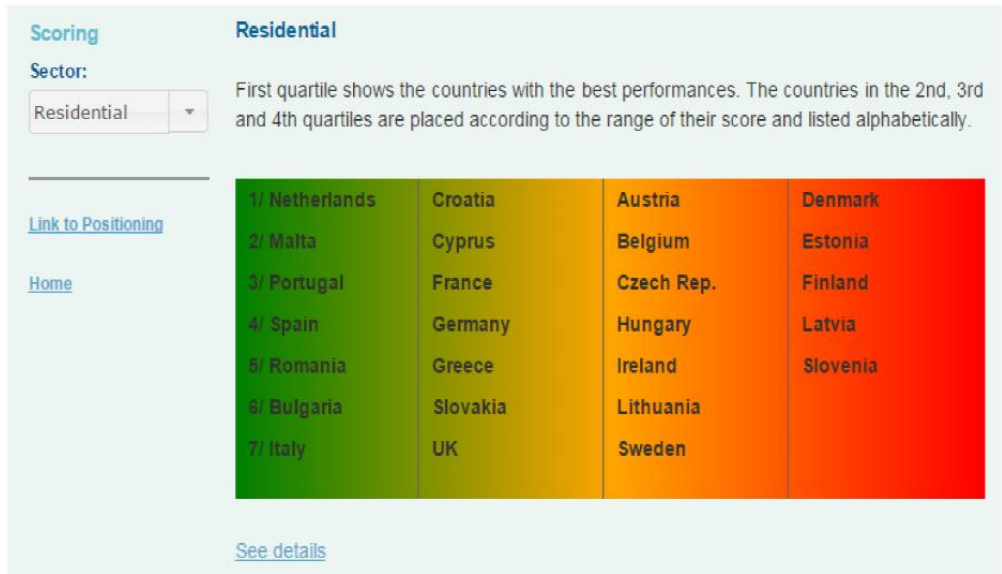 Scoring
Sector:
Residential
Link to Positioning
Home
Residential
First quartile shows the countries with the best performances. The countries in the 2nd, 3rd
and 4th quartiles are placed according to the range of their score and listed alphabetically.
1/ Netherlands Croatia Austria Denmark
2/ Malta Cyprus Belgium Estonia
3/ Portugal France Czech Rep. Finland
4/ Spain Germany Hungary Latvia
5/ Romania Greece Ireland Slovenia
6/ Bulgaria Slovakia Lithuania
7/ Italy UK Sweden
See details